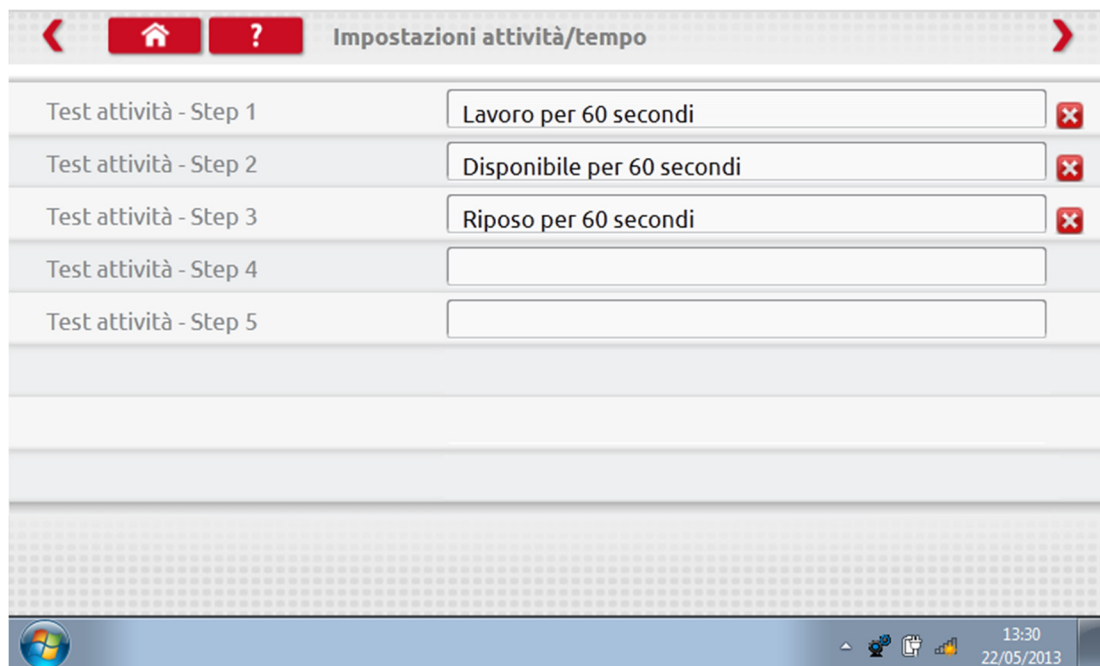 ? Impostazioni attività/tempo
Test attività - Step 1 Lavoro per 60 secondi
Test attività - Step 2 Disponibile per 60 secondi
Test attività - Step 3 Riposo per 60 secondi
Test attività - Step 4
Test attività - Step 5
13:30
22/05/2013